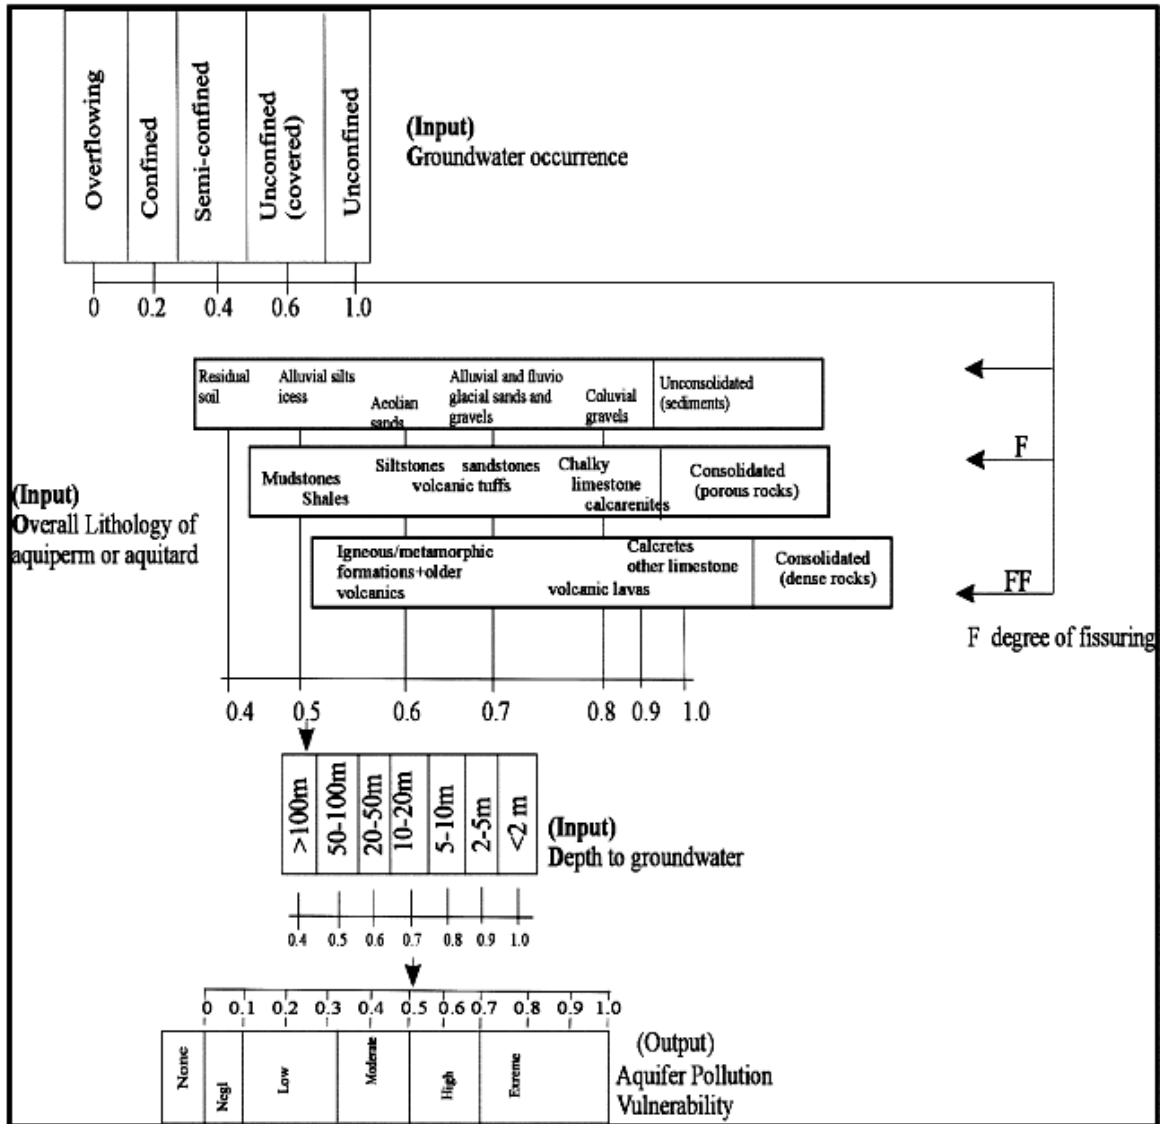 Overflowing
Confined
Semi-confined
Unconfined
(covered)
Unconfined
(Input)
Groundwater occurrence
0 0.2 0.4 0.6 1.0
Residual
soil
Alluvial silts
icess
Aeolian
sands
Alluvial and fluvio
glacial sands and
gravels
Coluvial
gravels
Unconsolidated
(sediments)
Mudstones
Shales
Siltstones sandstones
volcanic tuffs
Chalky
limestone
calcarenites
Consolidated
(porous rocks)
F
(Input)
Overall Lithology of
aquiperm or aquitard
Igneous/metamorphic
formations+older
volcanics
volcanic lavas
Calcretes
other limestone
Consolidated
(dense rocks)
FF
F degree of fissuring
0.4 0.5 0.6 0.7 0.8 0.9 1.0
>100m
50-100m
20-50m
10-20m
5-10m
2-5m
<2 m
(Input)
Depth to groundwater
0.4 0.5 0.6 0.7 0.8 0.9 1.0
0 0.1 0.2 0.3 0.4 0.5 0.6 0.7 0.8 0.9 1.0
None
Negl
Low
Moderate
High
Exreme
(Output)
Aquifer Pollution
Vulnerability